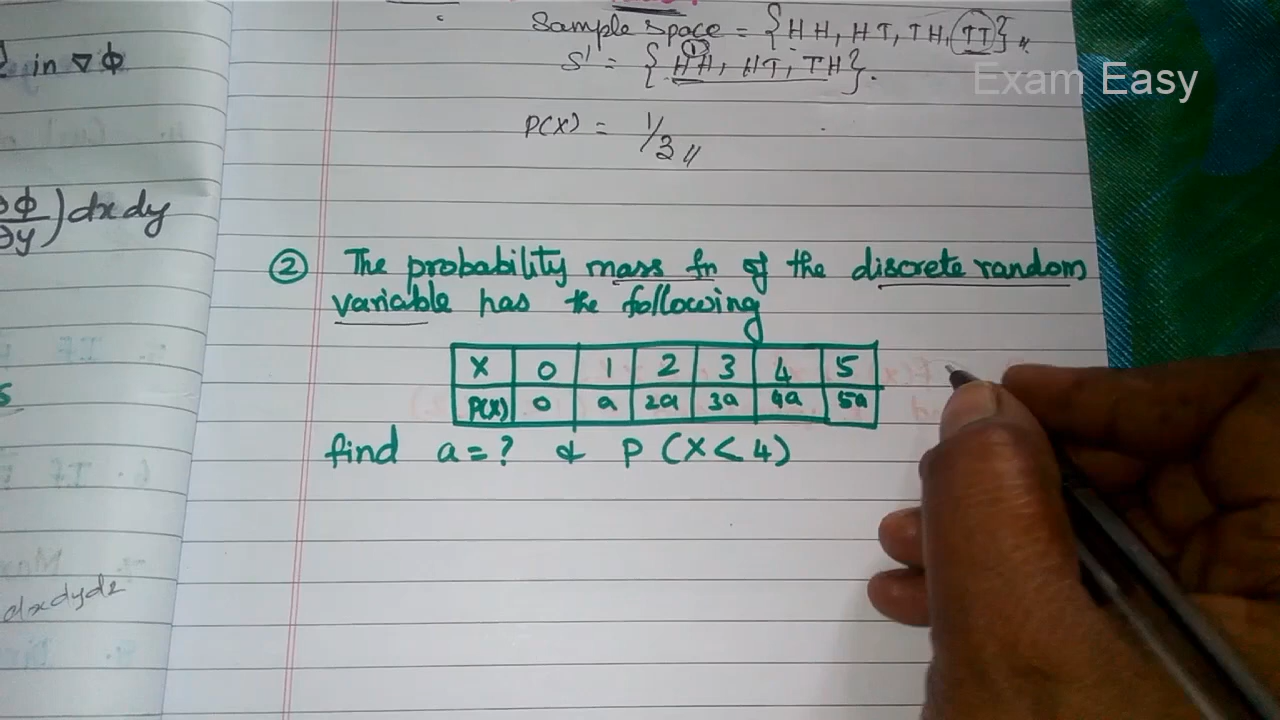 Sample space = {HH, HT, TH, TT}
S' = {HH, HT, TH}.
Exam Easy
P(X) = 1/3
in ∇ϕ
∂ϕ/∂y) dx dy
② The probability mass fn of the discrete random
variable has the following
X 0 1 2 3 4 5
P(X) 0 a 2a 3a 4a 5a
find a = ? & P (X < 4)
dxdydz